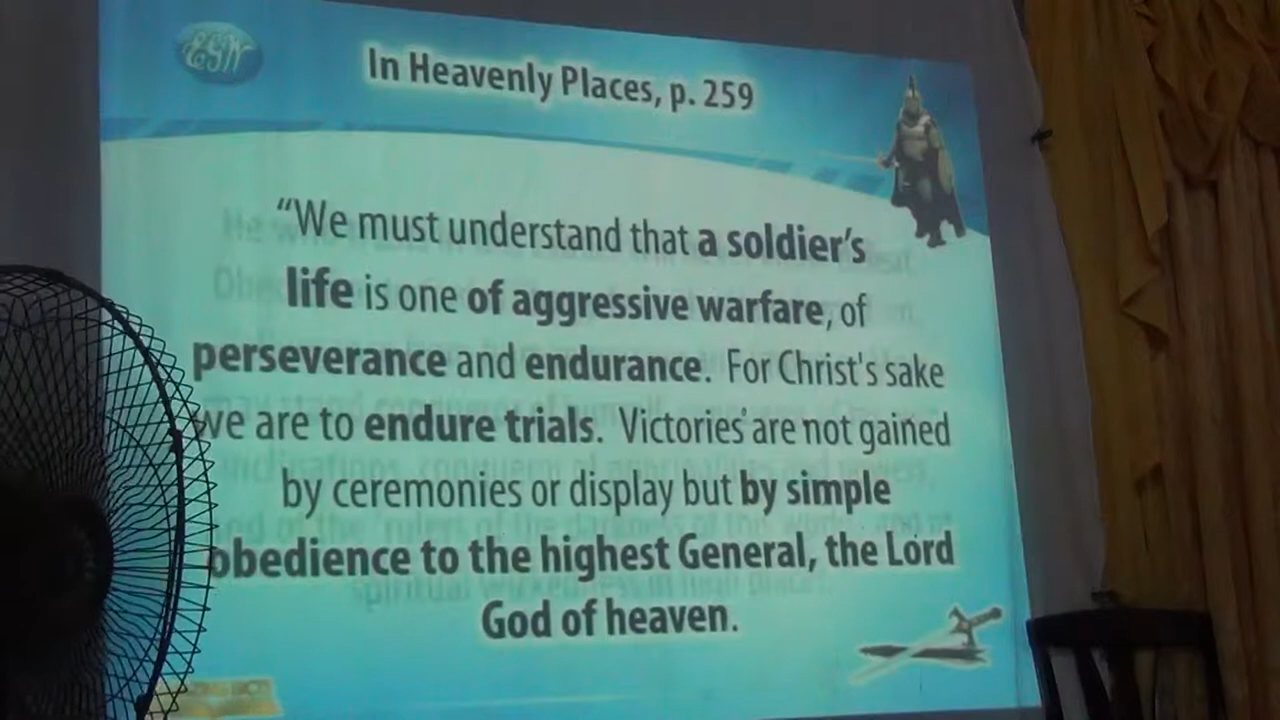 EGW
In Heavenly Places, p. 259
“We must understand that a soldier's
life is one of aggressive warfare, of
perseverance and endurance. For Christ's sake
we are to endure trials. Victories are not gained
by ceremonies or display but by simple
obedience to the highest General, the Lord
God of heaven.